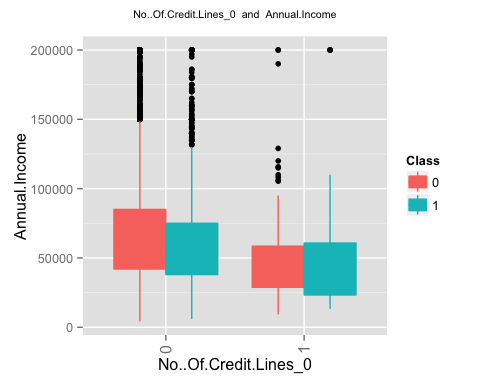 No..Of.Credit.Lines_0 and Annual.Income
200000
150000
100000
50000
0
Annual.Income
0
1
No..Of.Credit.Lines_0
Class
0
1